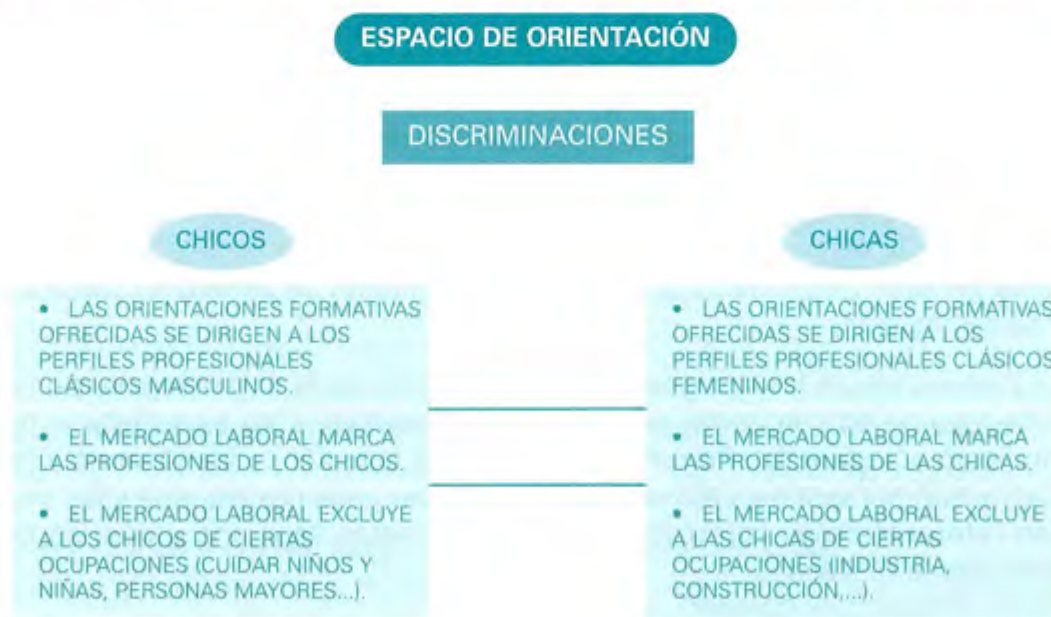 ESPACIO DE ORIENTACIÓN
DISCRIMINACIONES
CHICOS
• LAS ORIENTACIONES FORMATIVAS
OFRECIDAS SE DIRIGEN A LOS
PERFILES PROFESIONALES
CLÁSICOS MASCULINOS.
• EL MERCADO LABORAL MARCA
LAS PROFESIONES DE LOS CHICOS.
• EL MERCADO LABORAL EXCLUYE
A LOS CHICOS DE CIERTAS
OCUPACIONES (CUIDAR NIÑOS Y
NIÑAS, PERSONAS MAYORES...).
CHICAS
• LAS ORIENTACIONES FORMATIVAS
OFRECIDAS SE DIRIGEN A LOS
PERFILES PROFESIONALES CLÁSICOS
FEMENINOS.
• EL MERCADO LABORAL MARCA
LAS PROFESIONES DE LAS CHICAS.
• EL MERCADO LABORAL EXCLUYE
A LAS CHICAS DE CIERTAS
OCUPACIONES (INDUSTRIA,
CONSTRUCCIÓN,...).